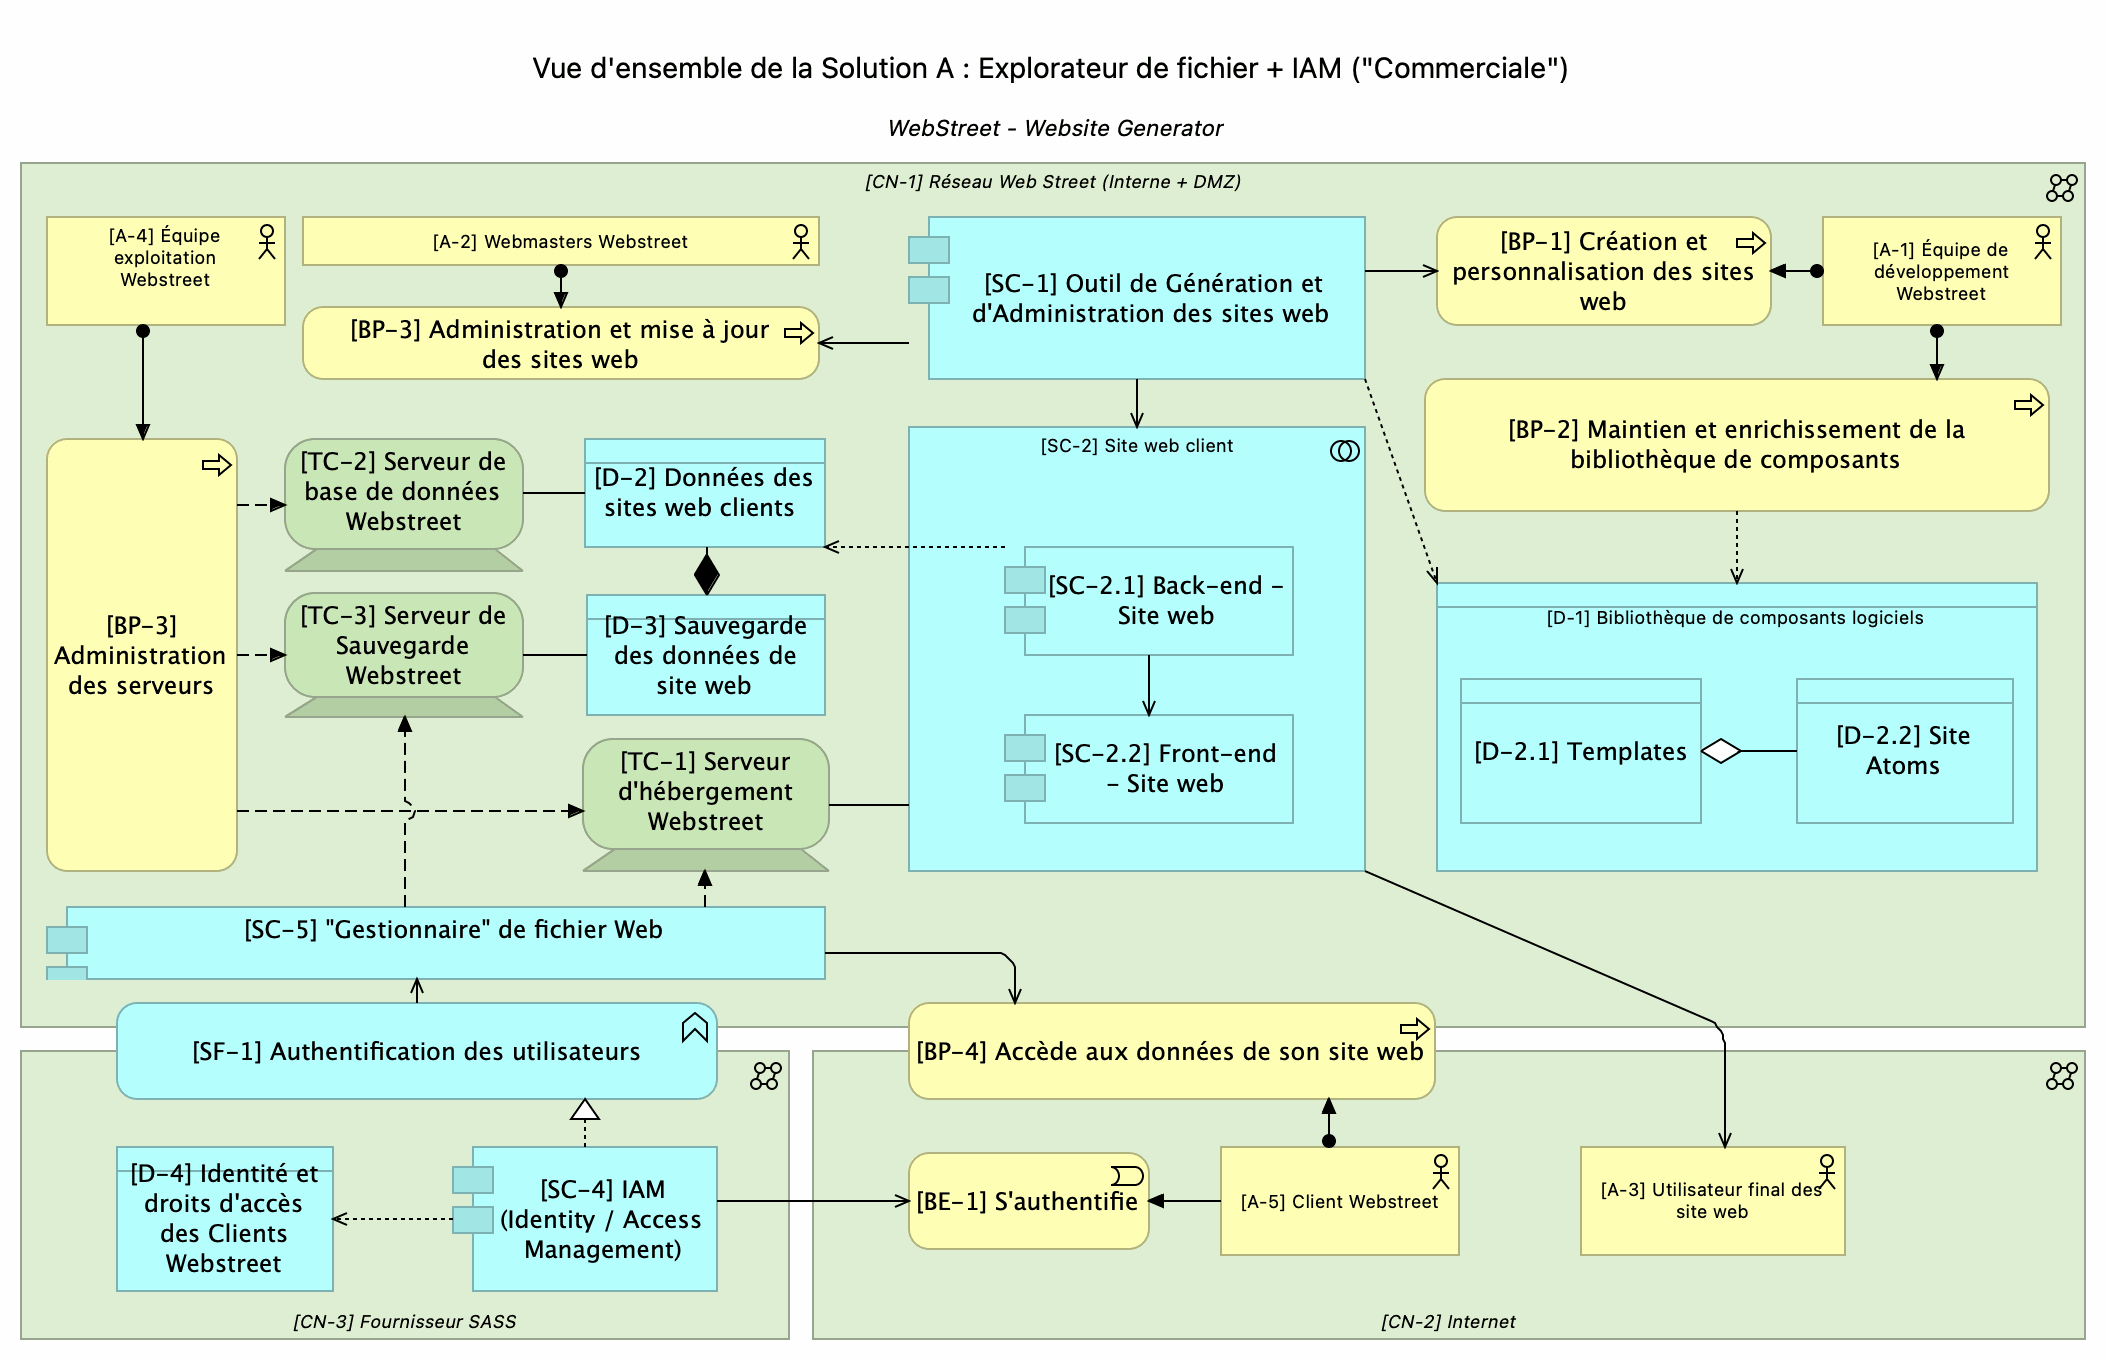 Vue d'ensemble de la Solution A : Explorateur de fichier + IAM ("Commerciale")
WebStreet - Website Generator
[CN-1] Réseau Web Street (Interne + DMZ)
[A-4] Équipe
exploitation
Webstreet
[A-2] Webmasters Webstreet
[BP-3] Administration et mise à jour
des sites web
[SC-1] Outil de Génération et
d'Administration des sites web
[BP-1] Création et
personnalisation des sites
web
[A-1] Équipe de
développement
Webstreet
[BP-2] Maintien et enrichissement de la
bibliothèque de composants
[BP-3]
Administration
des serveurs
[TC-2] Serveur de
base de données
Webstreet
[D-2] Données des
sites web clients
[TC-3] Serveur de
Sauvegarde
Webstreet
[D-3] Sauvegarde
des données de
site web
[TC-1] Serveur
d'hébergement
Webstreet
[SC-2] Site web client
[SC-2.1] Back-end -
Site web
[SC-2.2] Front-end
- Site web
[D-1] Bibliothèque de composants logiciels
[D-2.1] Templates
[D-2.2] Site
Atoms
[SC-5] "Gestionnaire" de fichier Web
[SF-1] Authentification des utilisateurs
[BP-4] Accède aux données de son site web
[D-4] Identité et
droits d'accès
des Clients
Webstreet
[SC-4] IAM
(Identity / Access
Management)
[BE-1] S'authentifie
[A-5] Client Webstreet
[A-3] Utilisateur final des
site web
[CN-3] Fournisseur SASS
[CN-2] Internet